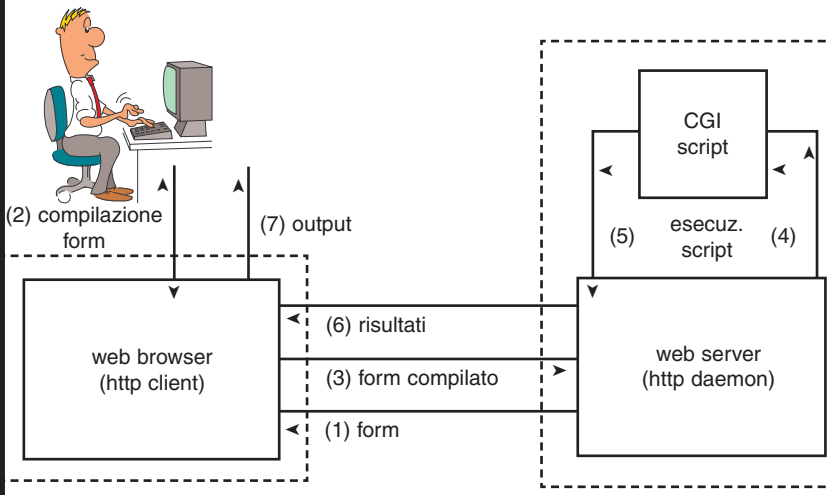 CGI
script
(2) compilazione
form
(7) output
(5)
esecuz.
script
(4)
(6) risultati
web browser
(http client)
(3) form compilato
web server
(http daemon)
(1) form